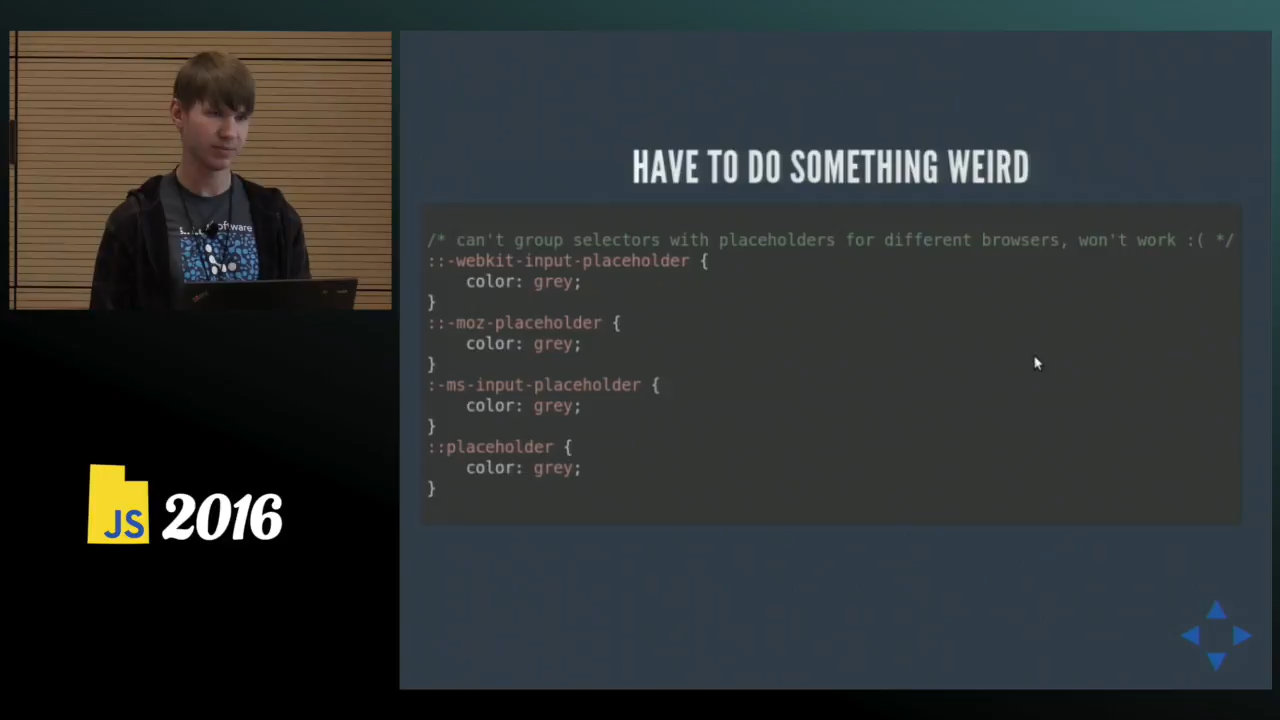 HAVE TO DO SOMETHING WEIRD
/* can't group selectors with placeholders for different browsers, won't work :( */
::-webkit-input-placeholder {
    color: grey;
}
::-moz-placeholder {
    color: grey;
}
:-ms-input-placeholder {
    color: grey;
}
::placeholder {
    color: grey;
}
JS 2016